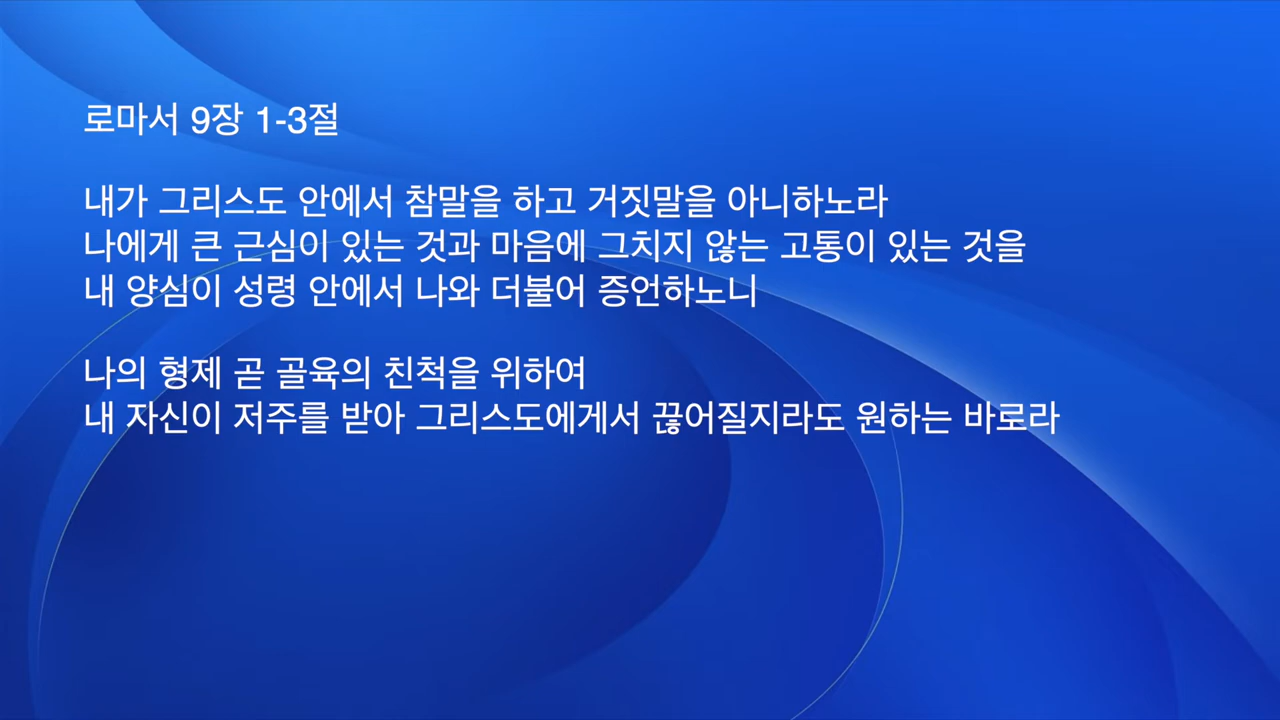 로마서 9장 1-3절
내가 그리스도 안에서 참말을 하고 거짓말을 아니하노라
나에게 큰 근심이 있는 것과 마음에 그치지 않는 고통이 있는 것을
내 양심이 성령 안에서 나와 더불어 증언하노니
나의 형제 곧 골육의 친척을 위하여
내 자신이 저주를 받아 그리스도에게서 끊어질지라도 원하는 바로라